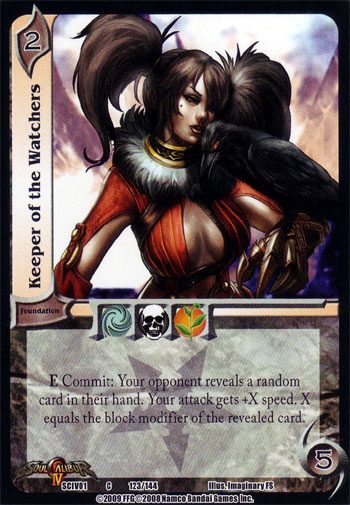 2
Keeper of the Watchers
Foundation
E Commit: Your opponent reveals a random
card in their hand. Your attack gets +X speed. X
equals the block modifier of the revealed card.
5
SOULCALIBUR
IV
SCIV01 C 123/144 Illus. Imaginary FS
©2009 FFG ©2008 Namco Bandai Games Inc.